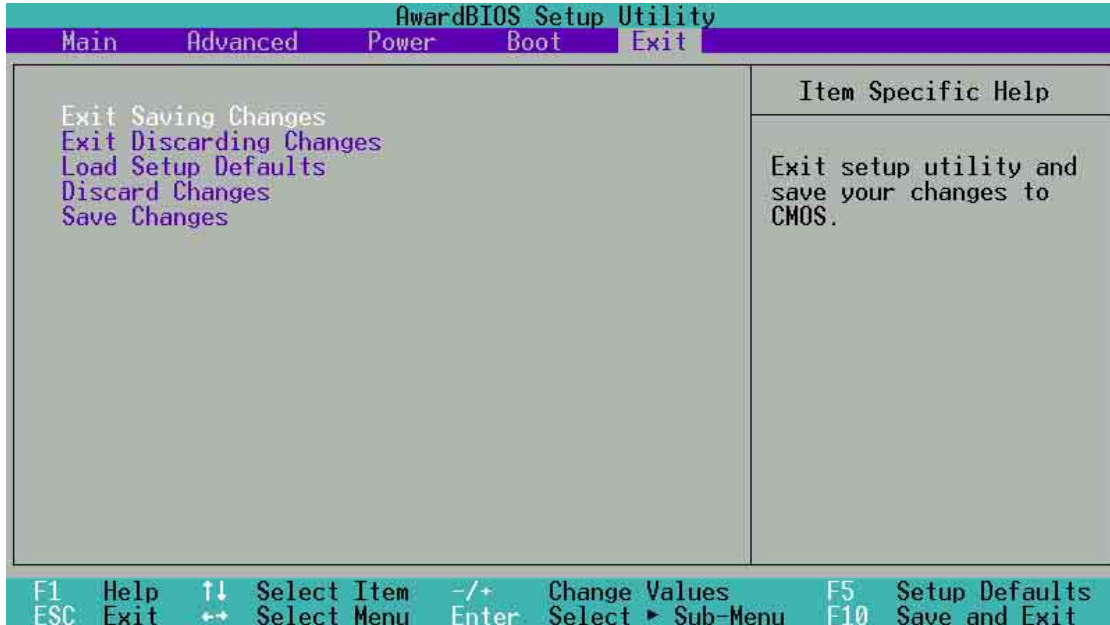 AwardBIOS Setup Utility
Main Advanced Power Boot Exit
Exit Saving Changes
Exit Discarding Changes
Load Setup Defaults
Discard Changes
Save Changes
Item Specific Help
Exit setup utility and
save your changes to
CMOS.
F1 Help ↑↓ Select Item -/+ Change Values F5 Setup Defaults
ESC Exit ←→ Select Menu Enter Select ► Sub-Menu F10 Save and Exit